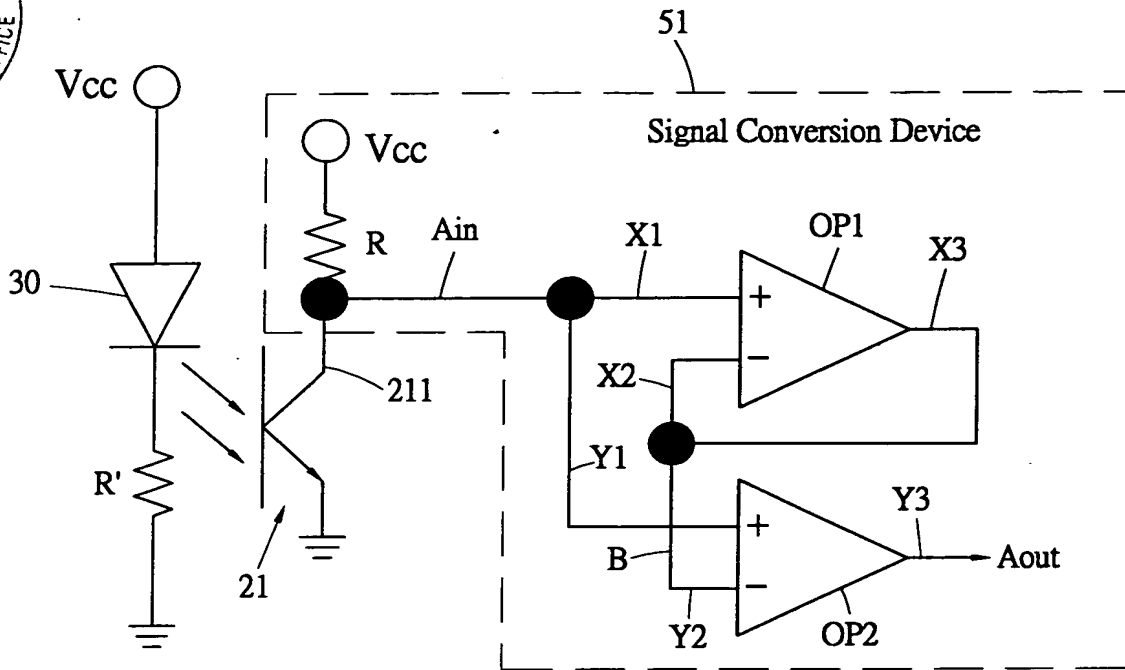 51
Vcc
Signal Conversion Device
Vcc
R
Ain
X1
OP1
X3
30
+
−
X2
211
R'
Y1
21
B
+
−
Y2
Y3
Aout
OP2